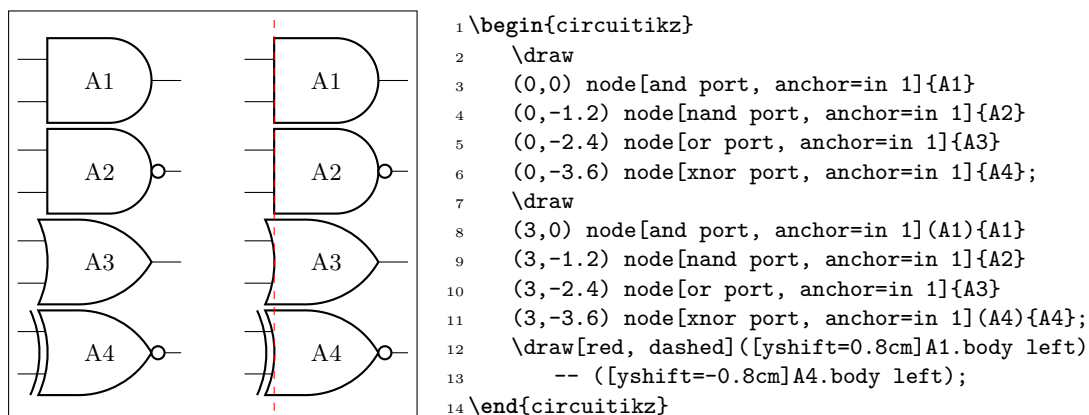 A1 A1
A2 A2
A3 A3
A4 A4
1 \begin{circuitikz}
2     \draw
3     (0,0) node[and port, anchor=in 1]{A1}
4     (0,-1.2) node[nand port, anchor=in 1]{A2}
5     (0,-2.4) node[or port, anchor=in 1]{A3}
6     (0,-3.6) node[xnor port, anchor=in 1]{A4};
7     \draw
8     (3,0) node[and port, anchor=in 1](A1){A1}
9     (3,-1.2) node[nand port, anchor=in 1]{A2}
10     (3,-2.4) node[or port, anchor=in 1]{A3}
11     (3,-3.6) node[xnor port, anchor=in 1](A4){A4};
12     \draw[red, dashed]([yshift=0.8cm]A1.body left)
13         -- ([yshift=-0.8cm]A4.body left);
14 \end{circuitikz}